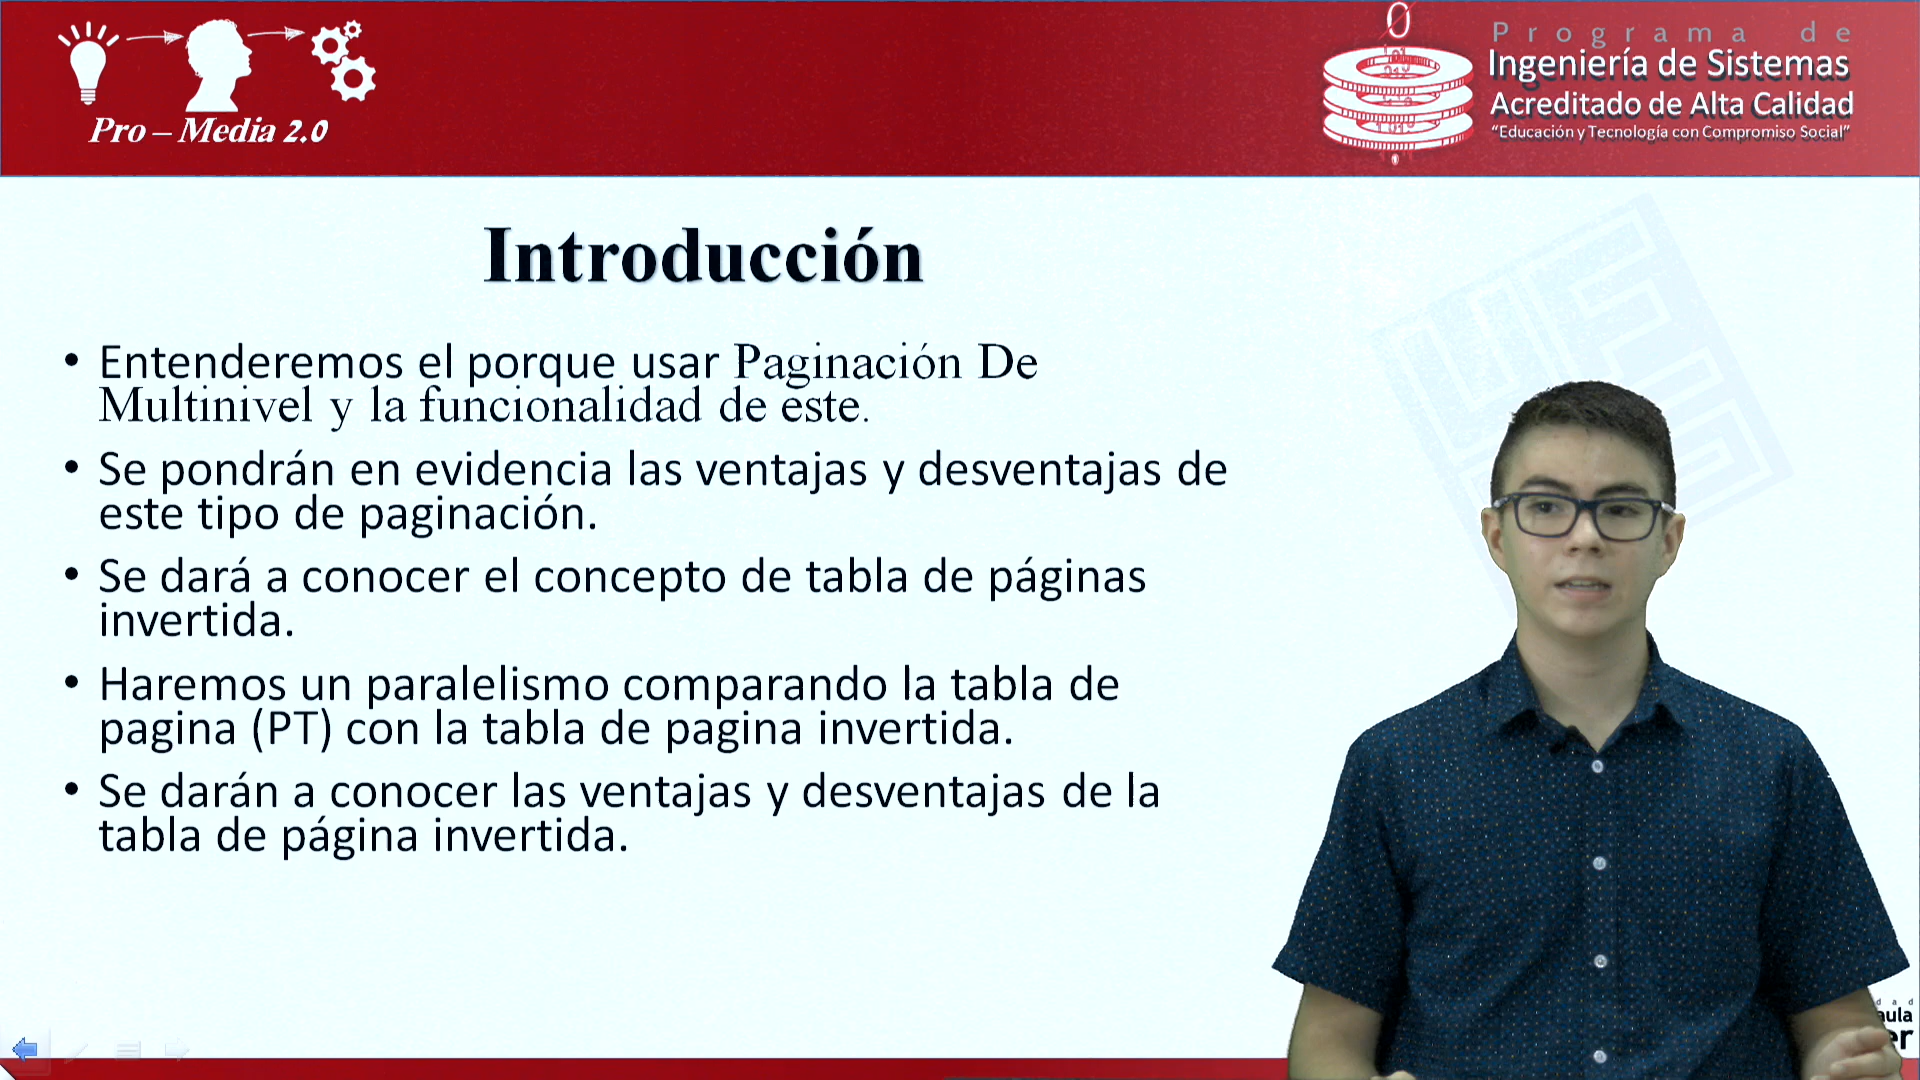 Pro – Media 2.0
Programa de
Ingeniería de Sistemas
Acreditado de Alta Calidad
“Educación y Tecnología con Compromiso Social”
Introducción
• Entenderemos el porque usar Paginación De
Multinivel y la funcionalidad de este.
• Se pondrán en evidencia las ventajas y desventajas de
este tipo de paginación.
• Se dará a conocer el concepto de tabla de páginas
invertida.
• Haremos un paralelismo comparando la tabla de
pagina (PT) con la tabla de pagina invertida.
• Se darán a conocer las ventajas y desventajas de la
tabla de página invertida.